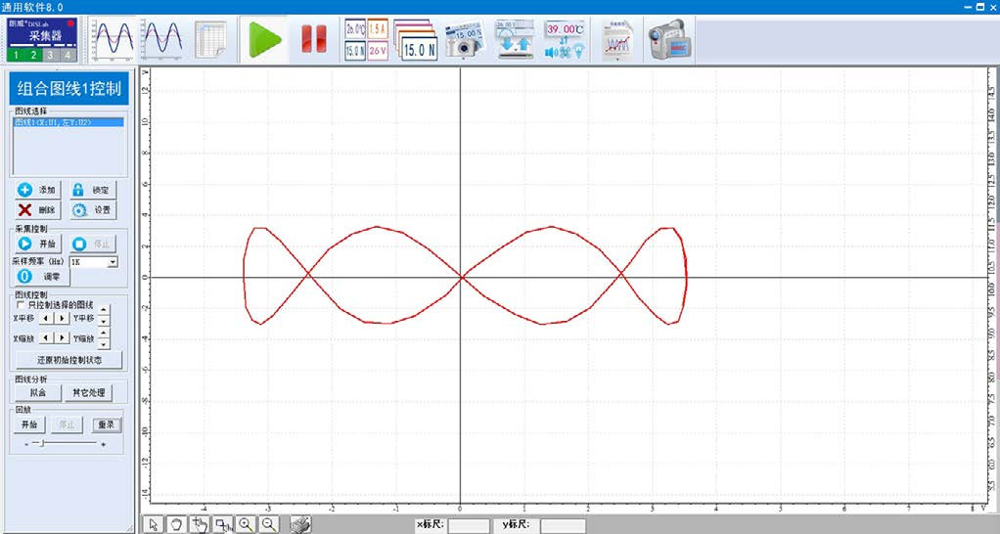 通用软件8.0
朗威®DISLab
采集器
1 2 3 4
26.0℃ 1.5A
15.0N 26V
15.0N
15.00N
26.00℃
39.00℃
组合图线1控制
图线选择
图线1(X:U1,左Y:U2)
添加 锁定
删除 设置
采集控制
开始 停止
采样频率(Hz) 1K
调零
图线控制
只控制选择的图线
X平移 Y平移
X缩放 Y缩放
还原初始控制状态
图线分析
拟合 其它处理
回放
开始 停止 重录
- +
V
12
10
8
6
4
2
0
-2
-4
-6
-8
-10
-12
-14
-4 -3 -2 -1 0 1 2 3 4 5 6 7 8 V
x标尺: y标尺: